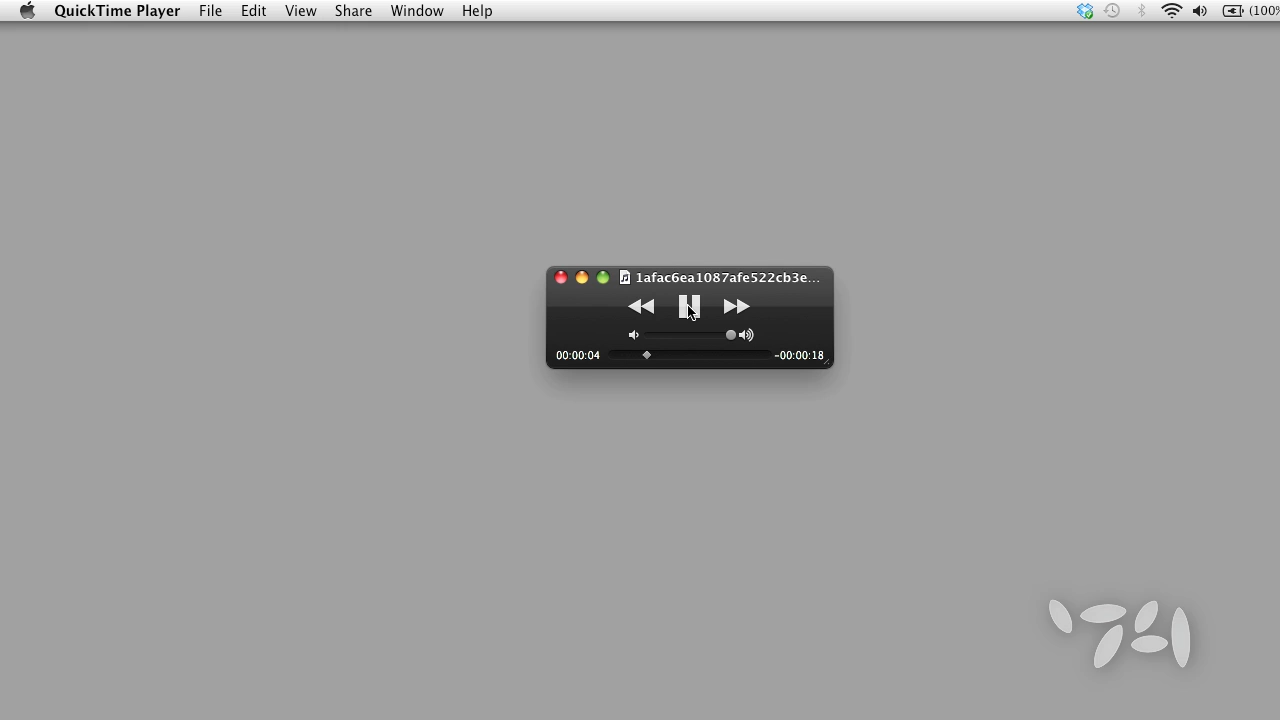 QuickTime Player File Edit View Share Window Help (100%
1afac6ea1087afe522cb3e...
00:00:04 -00:00:18